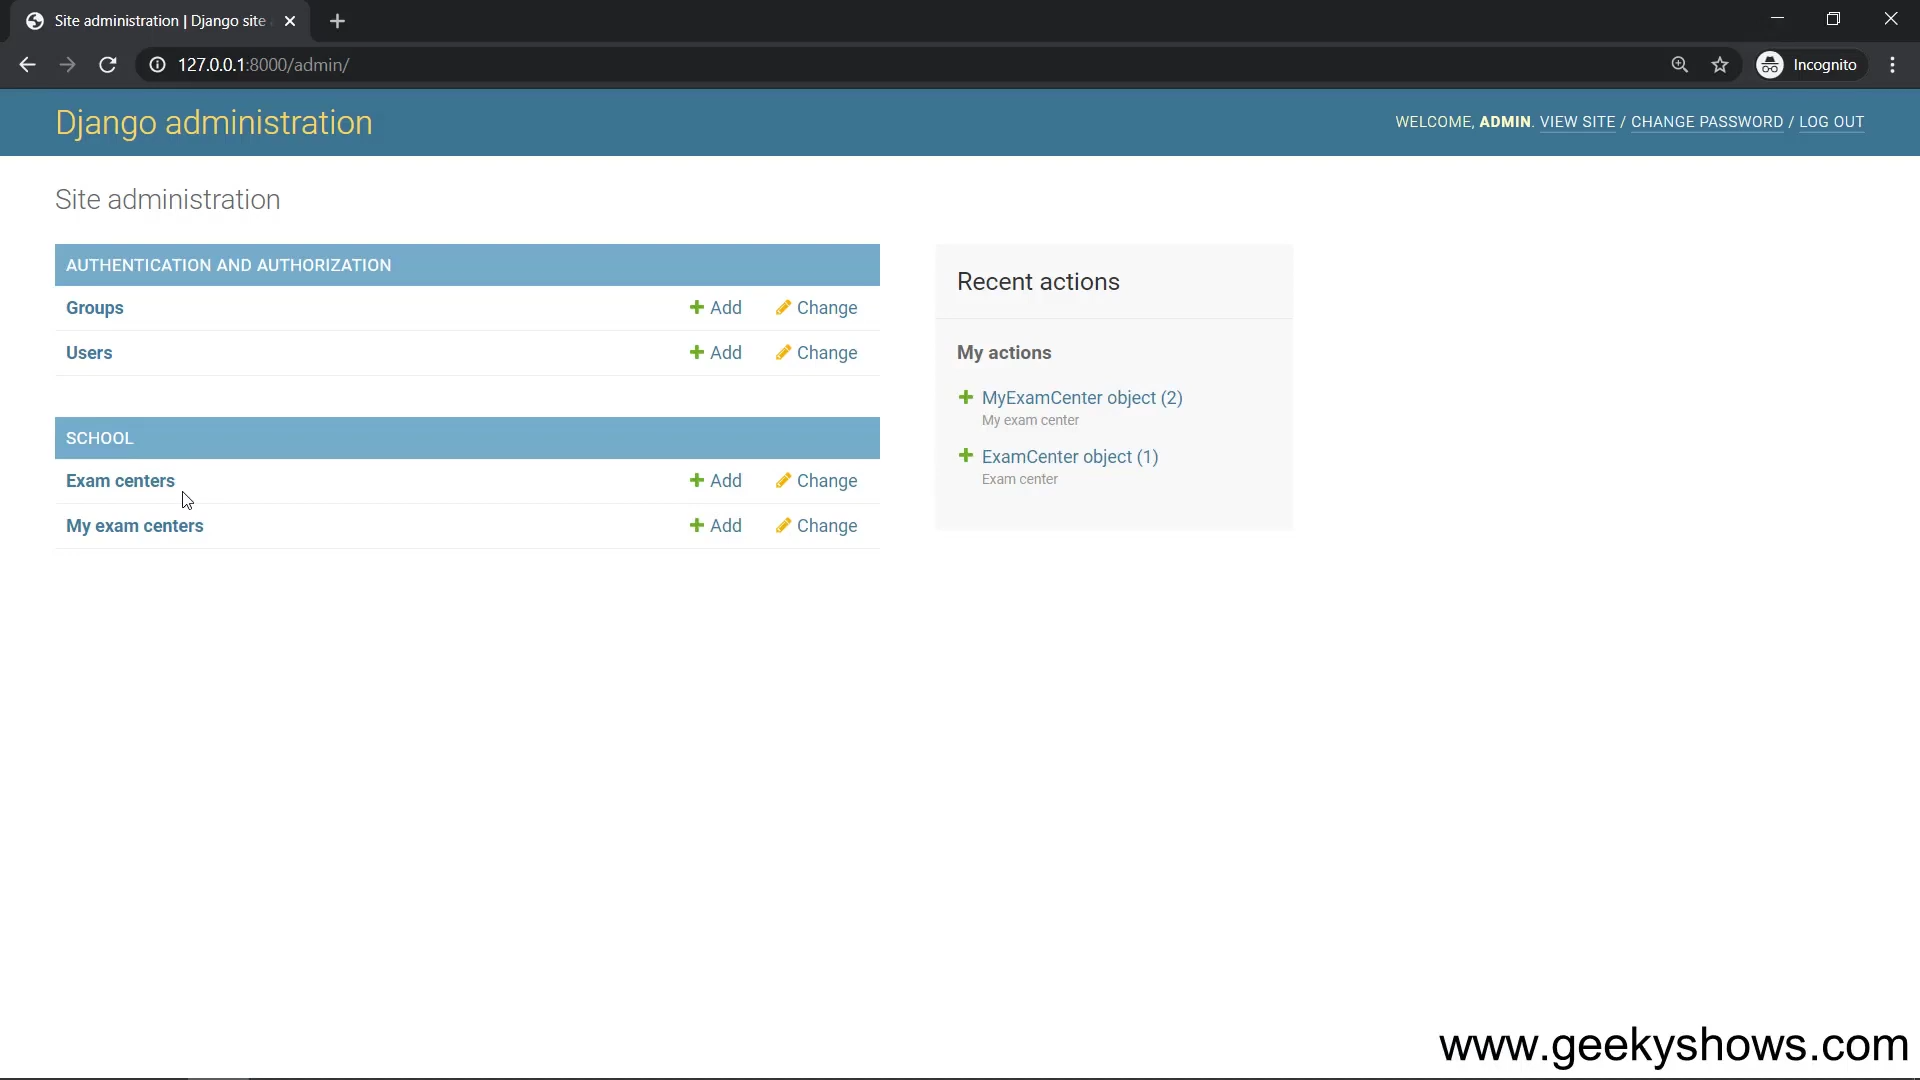 Site administration | Django site
127.0.0.1:8000/admin/
Incognito
Django administration
WELCOME, ADMIN. VIEW SITE / CHANGE PASSWORD / LOG OUT
Site administration
AUTHENTICATION AND AUTHORIZATION
Groups Add Change
Users Add Change
SCHOOL
Exam centers Add Change
My exam centers Add Change
Recent actions
My actions
MyExamCenter object (2)
My exam center
ExamCenter object (1)
Exam center
www.geekyshows.com